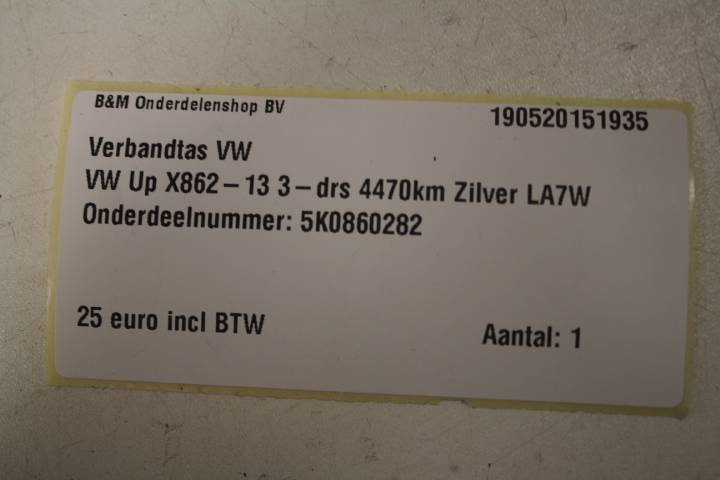 B&M Onderdelenshop BV 190520151935
Verbandtas VW
VW Up X862-13 3-drs 4470km Zilver LA7W
Onderdeelnummer: 5K0860282
25 euro incl BTW Aantal: 1